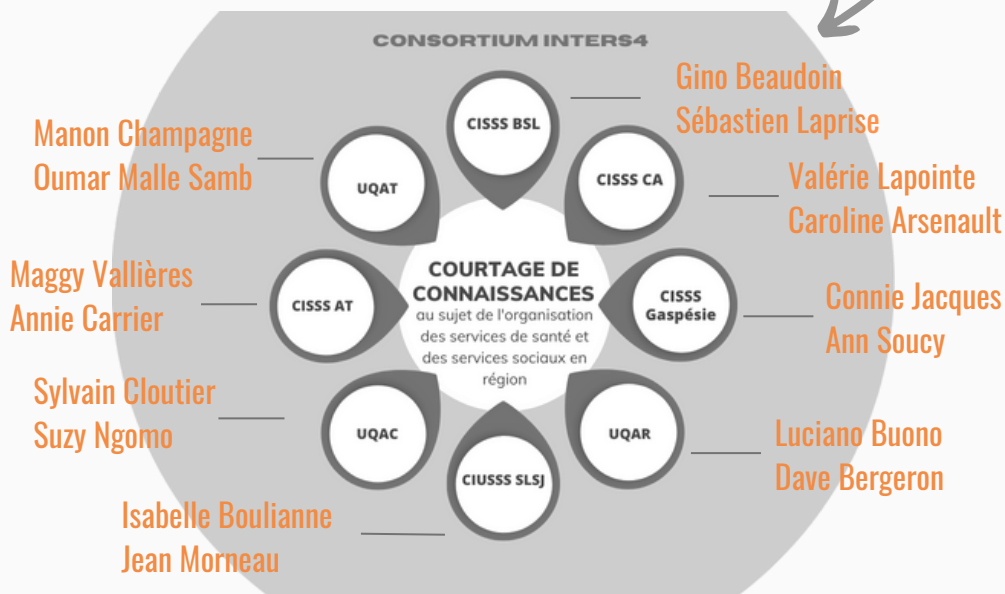 CONSORTIUM INTERS4
Gino Beaudoin
Sébastien Laprise
CISSS BSL
Manon Champagne
Oumar Malle Samb
UQAT
CISSS CA
Valérie Lapointe
Caroline Arsenault
Maggy Vallières
Annie Carrier
CISSS AT
COURTAGE DE
CONNAISSANCES
au sujet de l'organisation
des services de santé et
des services sociaux en
région
CISSS
Gaspésie
Connie Jacques
Ann Soucy
Sylvain Cloutier
Suzy Ngomo
UQAC
CIUSSS SLSJ
UQAR
Luciano Buono
Dave Bergeron
Isabelle Boulianne
Jean Morneau